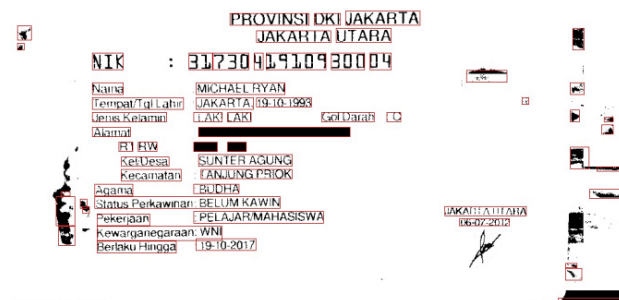 PROVINSI DKI JAKARTA
JAKARTA UTARA
NIK : 3173041910930004
Nama : MICHAEL RYAN
Tempat/Tgl Lahir : JAKARTA, 19-10-1993
Jenis Kelamin : LAKI LAKI Gol Darah : O
Alamat
RT RW
Kel/Desa : SUNTER AGUNG
Kecamatan : TANJUNG PRIOK
Agama : BUDHA
Status Perkawinan: BELUM KAWIN
Pekerjaan : PELAJAR/MAHASISWA
Kewarganegaraan: WNI
Berlaku Hingga : 19-10-2017
JAKARTA UTARA
06-07-2012